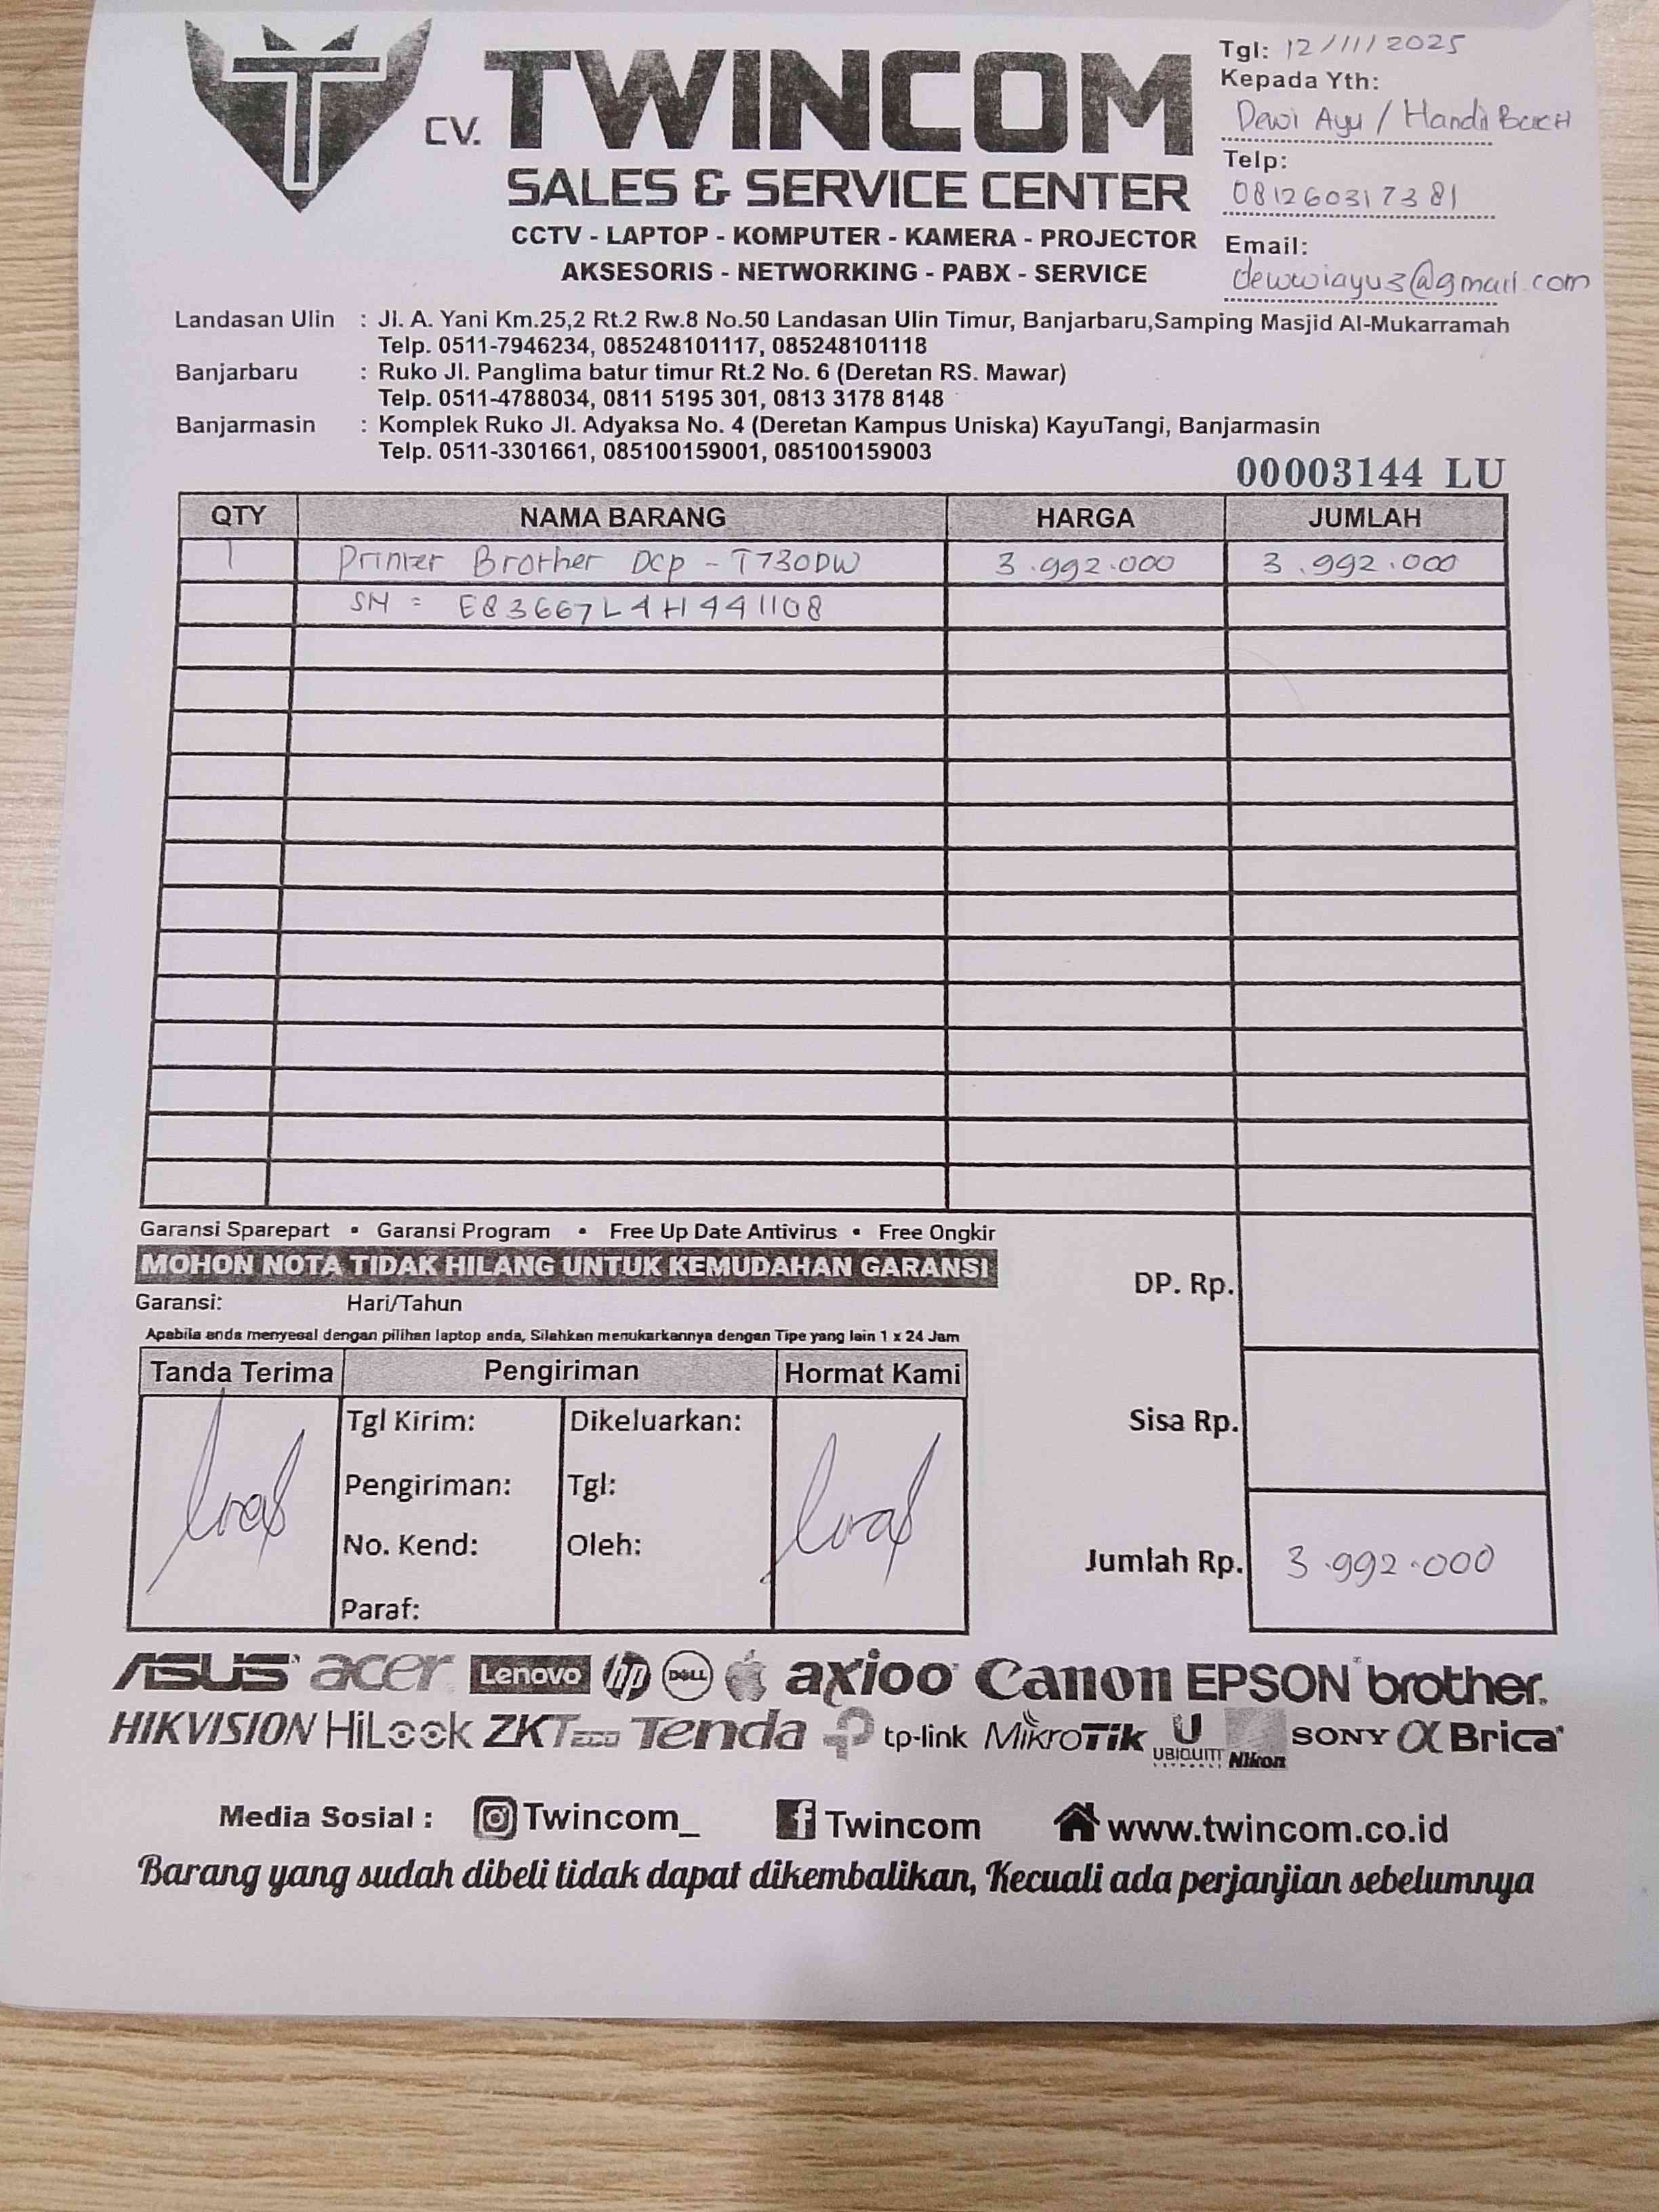 CV. TWINCOM
SALES & SERVICE CENTER
CCTV - LAPTOP - KOMPUTER - KAMERA - PROJECTOR
AKSESORIS - NETWORKING - PABX - SERVICE
Tgl: 12/11/2025
Kepada Yth:
Dewi Ayu / Handi
Telp:
081260317381
Email:
dewwiayu3@gmail.com
Landasan Ulin : Jl. A. Yani Km.25,2 Rt.2 Rw.8 No.50 Landasan Ulin Timur, Banjarbaru,Samping Masjid Al-Mukarramah
Telp. 0511-7946234, 085248101117, 085248101118
Banjarbaru : Ruko Jl. Panglima batur timur Rt.2 No. 6 (Deretan RS. Mawar)
Telp. 0511-4788034, 0811 5195 301, 0813 3178 8148
Banjarmasin : Komplek Ruko Jl. Adyaksa No. 4 (Deretan Kampus Uniska) KayuTangi, Banjarmasin
Telp. 0511-3301661, 085100159001, 085100159003
00003144 LU
QTY NAMA BARANG HARGA JUMLAH
1 Printer Brother Dcp - T730DW 3.992.000 3.992.000
SN = E83667L4H441108
Garansi Sparepart • Garansi Program • Free Up Date Antivirus • Free Ongkir
MOHON NOTA TIDAK HILANG UNTUK KEMUDAHAN GARANSI
Garansi: Hari/Tahun
Apabila anda menyesal dengan pilihan laptop anda, Silahkan menukarkannya dengan Tipe yang lain 1 x 24 Jam
DP. Rp.
Sisa Rp.
Jumlah Rp. 3.992.000
Tanda Terima Pengiriman Hormat Kami
Tgl Kirim: Dikeluarkan:
Pengiriman: Tgl:
No. Kend: Oleh:
Paraf:
ASUS acer Lenovo hp DELL axioo Canon EPSON brother
HIKVISION HiLook ZKTeco Tenda tp-link MikroTik U UBIQUITI Nikon SONY α Brica
Media Sosial : Twincom_ Twincom www.twincom.co.id
Barang yang sudah dibeli tidak dapat dikembalikan, Kecuali ada perjanjian sebelumnya